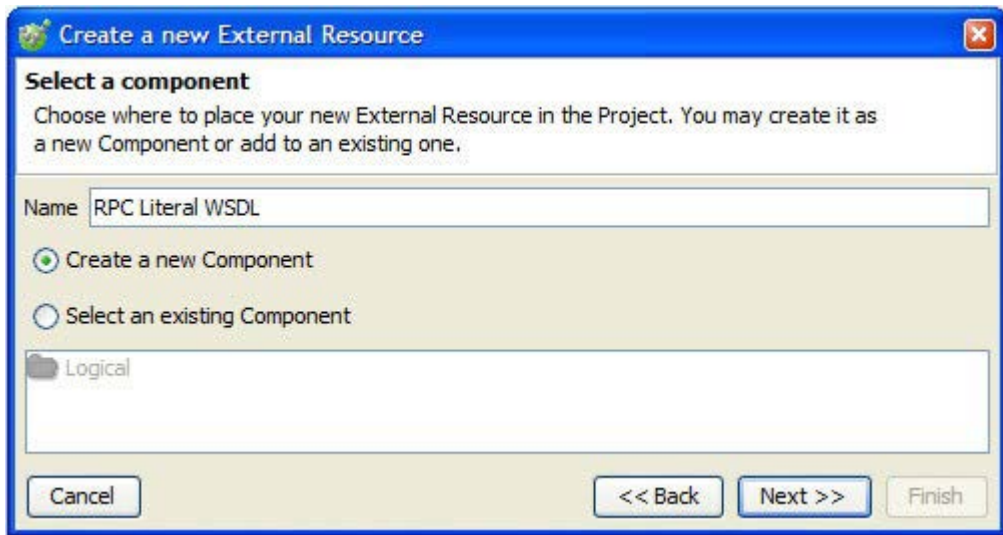 Create a new External Resource
Select a component
Choose where to place your new External Resource in the Project. You may create it as
a new Component or add to an existing one.
Name RPC Literal WSDL
Create a new Component
Select an existing Component
Logical
Cancel << Back Next >> Finish